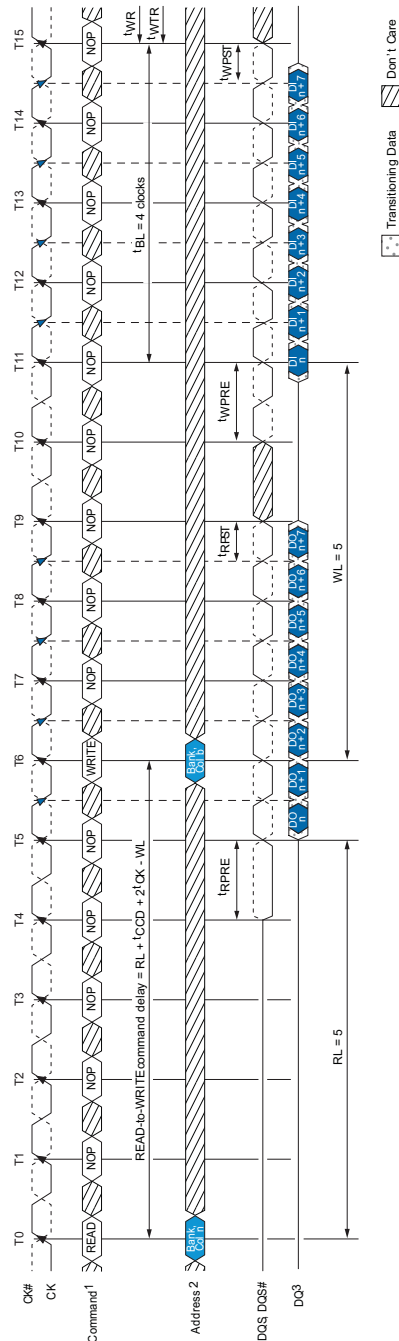 T0 T1 T2 T3 T4 T5 T6 T7 T8 T9 T10 T11 T12 T13 T14 T15
CK#
CK
Command1 READ NOP NOP NOP NOP NOP WRITE NOP NOP NOP NOP NOP NOP NOP NOP NOP
tWR
tWTR
READ-to-WRITE command delay = RL + tCCD + 2tCK - WL
tBL = 4 clocks
Address 2 Bank, Col n Bank, Col b
tRPRE tRPST tWPRE tWPST
DQS, DQS#
DQ3 DO n DO n+1 DO n+2 DO n+3 DO n+4 DO n+5 DO n+6 DO n+7 DI n DI n+1 DI n+2 DI n+3 DI n+4 DI n+5 DI n+6 DI n+7
RL = 5 WL = 5
Transitioning Data Don't Care